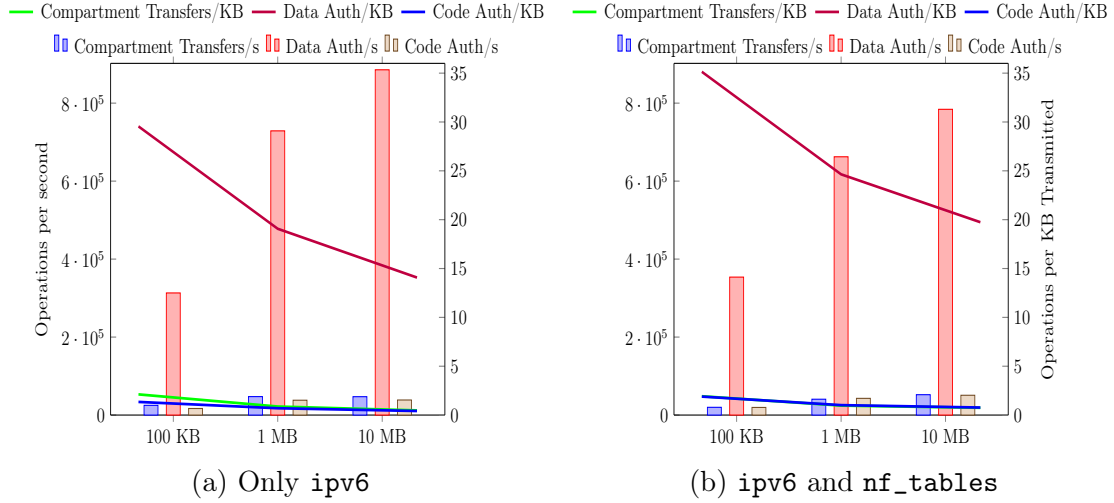 Compartment Transfers/KB Data Auth/KB Code Auth/KB
Compartment Transfers/s Data Auth/s Code Auth/s
Operations per second
8 · 10^5
6 · 10^5
4 · 10^5
2 · 10^5
0
35
30
25
20
15
10
5
0
100 KB 1 MB 10 MB
(a) Only ipv6
Compartment Transfers/KB Data Auth/KB Code Auth/KB
Compartment Transfers/s Data Auth/s Code Auth/s
8 · 10^5
6 · 10^5
4 · 10^5
2 · 10^5
0
35
30
25
20
15
10
5
0
Operations per KB Transmitted
100 KB 1 MB 10 MB
(b) ipv6 and nf_tables